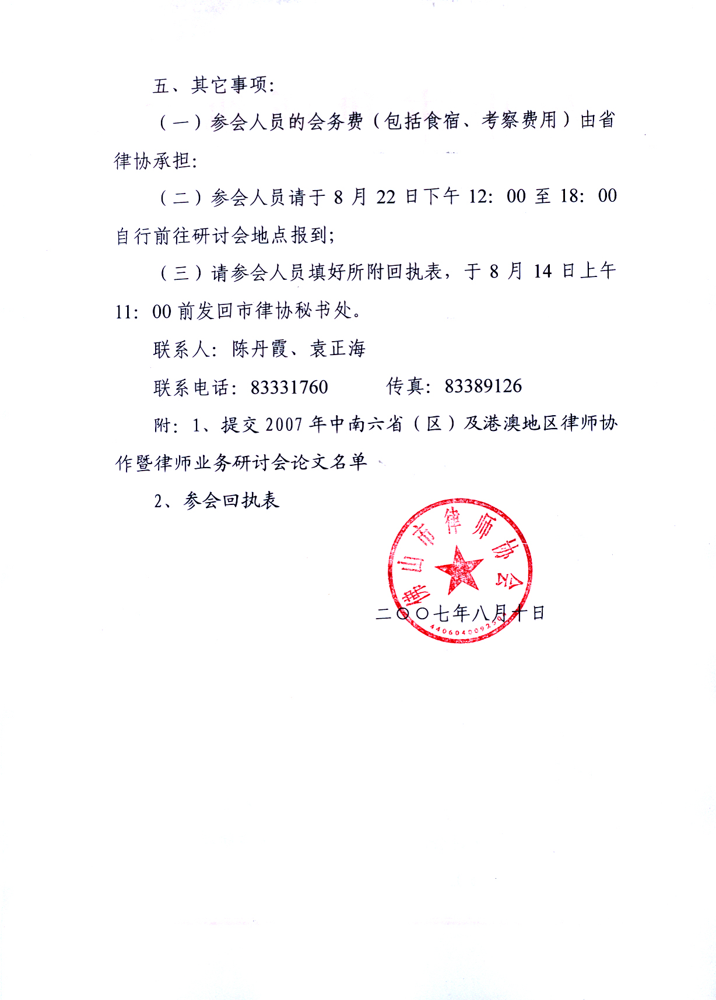 五、其它事项：
（一）参会人员的会务费（包括食宿、考察费用）由省
律协承担：
（二）参会人员请于 8 月 22 日下午 12：00 至 18：00
自行前往研讨会地点报到；
（三）请参会人员填好所附回执表，于 8 月 14 日上午
11：00 前发回市律协秘书处。
联系人：陈丹霞、袁正海
联系电话：83331760 传真：83389126
附：1、提交 2007 年中南六省（区）及港澳地区律师协
作暨律师业务研讨会论文名单
2、参会回执表
佛山市律师协会
二〇〇七年八月十日